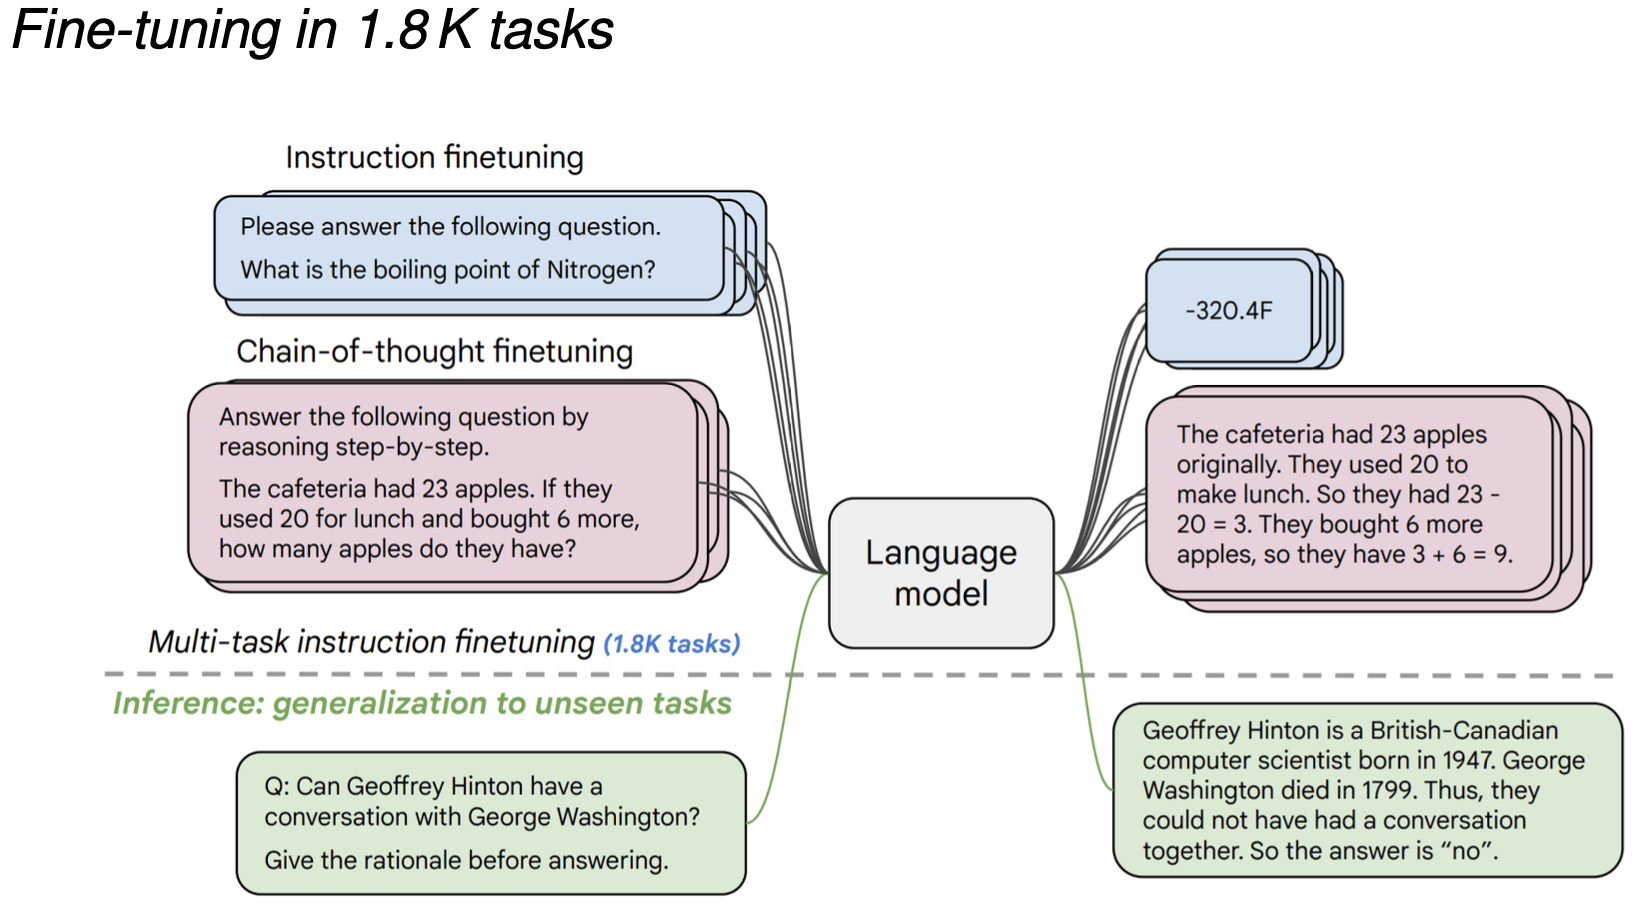 Fine-tuning in 1.8 K tasks
Instruction finetuning
Please answer the following question.
What is the boiling point of Nitrogen?
-320.4F
Chain-of-thought finetuning
Answer the following question by
reasoning step-by-step.
The cafeteria had 23 apples. If they
used 20 for lunch and bought 6 more,
how many apples do they have?
Language
model
The cafeteria had 23 apples
originally. They used 20 to
make lunch. So they had 23 -
20 = 3. They bought 6 more
apples, so they have 3 + 6 = 9.
Multi-task instruction finetuning (1.8K tasks)
Inference: generalization to unseen tasks
Q: Can Geoffrey Hinton have a
conversation with George Washington?
Give the rationale before answering.
Geoffrey Hinton is a British-Canadian
computer scientist born in 1947. George
Washington died in 1799. Thus, they
could not have had a conversation
together. So the answer is “no”.